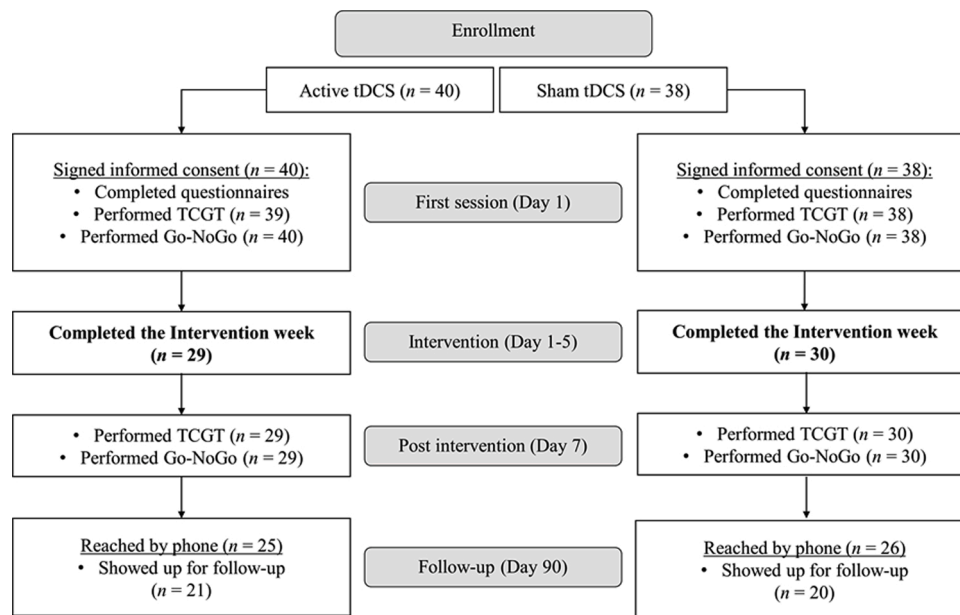 Enrollment
Active tDCS (n = 40)
Sham tDCS (n = 38)
Signed informed consent (n = 40):
• Completed questionnaires
• Performed TCGT (n = 39)
• Performed Go-NoGo (n = 40)
First session (Day 1)
Signed informed consent (n = 38):
• Completed questionnaires
• Performed TCGT (n = 38)
• Performed Go-NoGo (n = 38)
Completed the Intervention week
(n = 29)
Intervention (Day 1-5)
Completed the Intervention week
(n = 30)
• Performed TCGT (n = 29)
• Performed Go-NoGo (n = 29)
Post intervention (Day 7)
• Performed TCGT (n = 30)
• Performed Go-NoGo (n = 30)
Reached by phone (n = 25)
• Showed up for follow-up
(n = 21)
Follow-up (Day 90)
Reached by phone (n = 26)
• Showed up for follow-up
(n = 20)